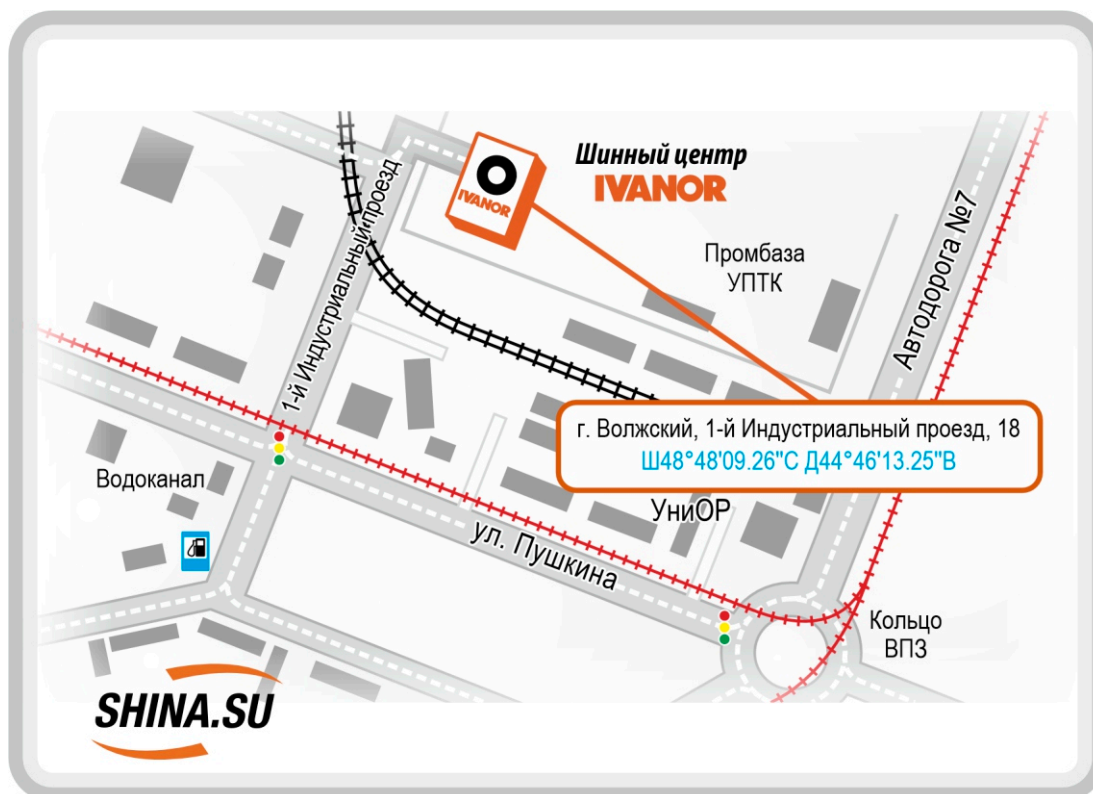 Шинный центр
IVANOR
IVANOR
1-й Индустриальный проезд
Промбаза
УПТК
Автодорога №7
г. Волжский, 1-й Индустриальный проезд, 18
Ш48°48'09.26"С Д44°46'13.25"В
Водоканал
УниОР
ул. Пушкина
Кольцо
ВПЗ
SHINA.SU